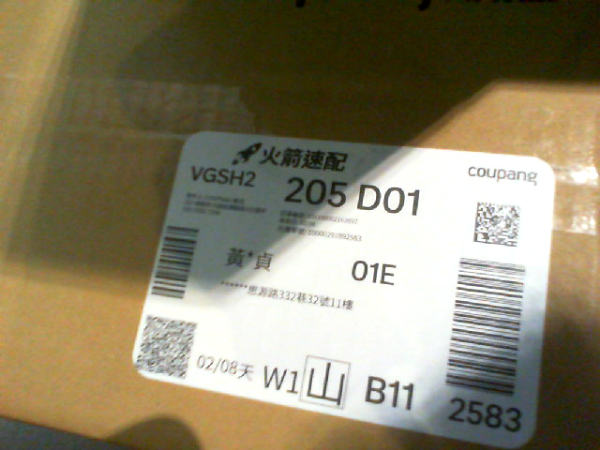 火箭速配
coupang
VGSH2
205 D01
黃*貞
01E
******思源路332巷32號11樓
02/08天
W1
山
B11
2583